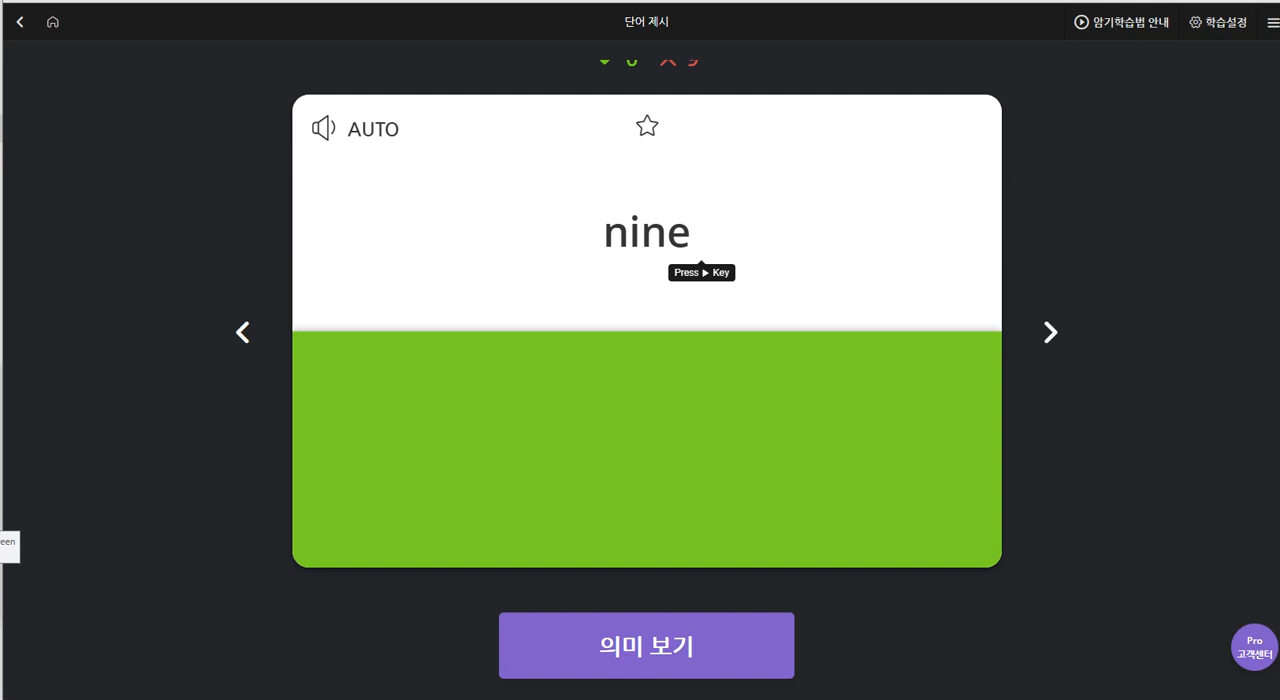 단어 제시
암기학습법 안내
학습설정
AUTO
nine
Press ▶ Key
een
의미 보기
Pro
고객센터